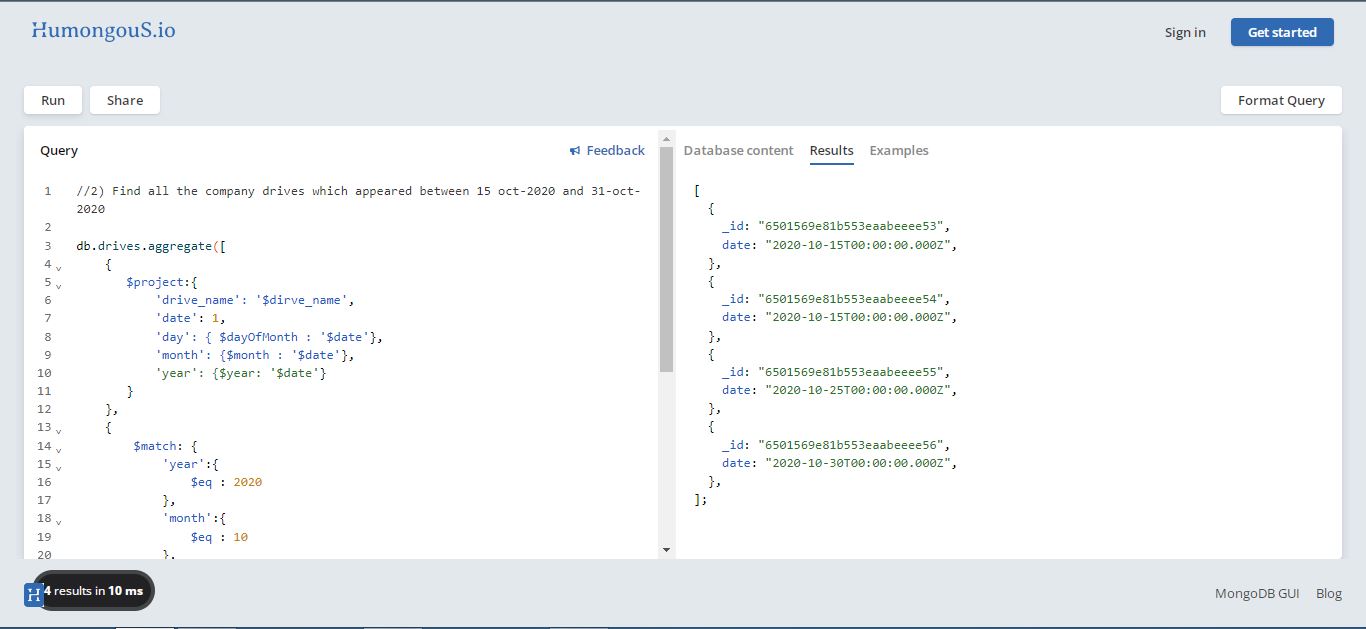 HumongouS.io
Sign in
Get started
Run
Share
Format Query
Query
Feedback
Database content
Results
Examples
1 //2) Find all the company drives which appeared between 15 oct-2020 and 31-oct-
2020
2
3 db.drives.aggregate([
4 {
5 $project:{
6 'drive_name': '$dirve_name',
7 'date': 1,
8 'day': { $dayOfMonth : '$date'},
9 'month': {$month : '$date'},
10 'year': {$year: '$date'}
11 }
12 },
13 {
14 $match: {
15 'year':{
16 $eq : 2020
17 },
18 'month':{
19 $eq : 10
20 },
[
{
_id: "6501569e81b553eaabeeee53",
date: "2020-10-15T00:00:00.000Z",
},
{
_id: "6501569e81b553eaabeeee54",
date: "2020-10-15T00:00:00.000Z",
},
{
_id: "6501569e81b553eaabeeee55",
date: "2020-10-25T00:00:00.000Z",
},
{
_id: "6501569e81b553eaabeeee56",
date: "2020-10-30T00:00:00.000Z",
},
];
H
4 results in 10 ms
MongoDB GUI
Blog